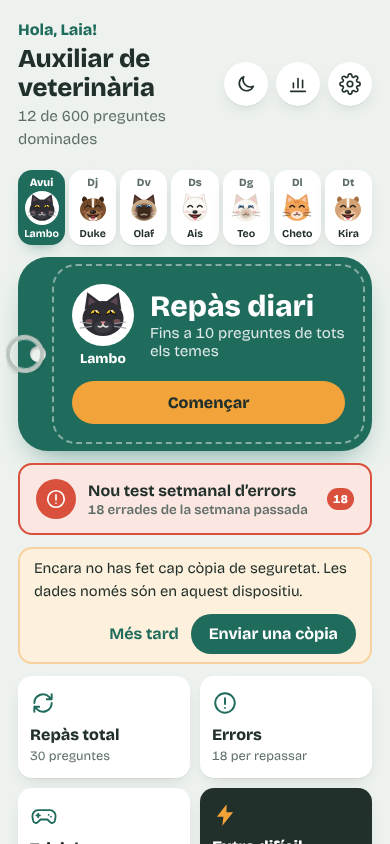 Hola, Laia!
Auxiliar de
veterinària
12 de 600 preguntes
dominades
Avui Dj Dv Ds Dg Dl Dt
Lambo Duke Olaf Ais Teo Cheto Kira
Repàs diari
Fins a 10 preguntes de tots
els temes
Lambo
Començar
Nou test setmanal d’errors
18 errades de la setmana passada
18
Encara no has fet cap còpia de seguretat. Les
dades només són en aquest dispositiu.
Més tard Enviar una còpia
Repàs total Errors
30 preguntes 18 per repassar